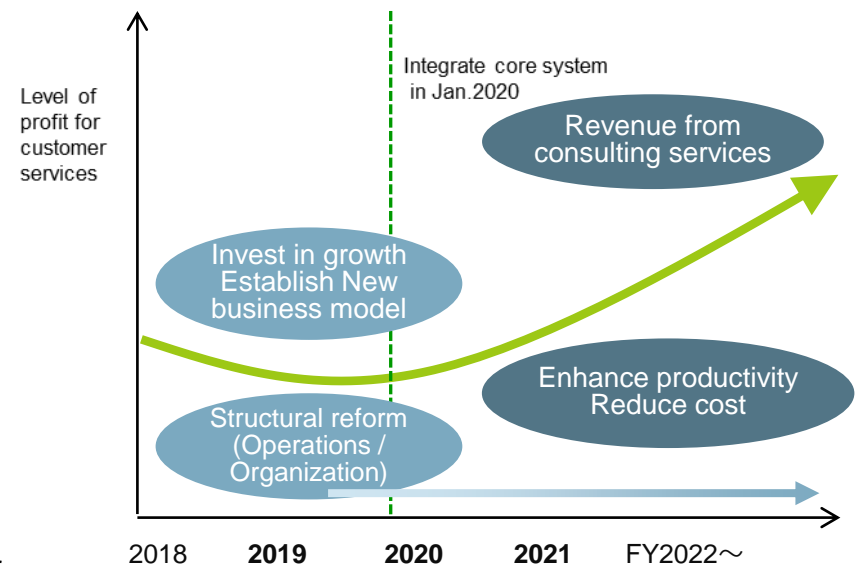 Level of
profit for
customer
services
Integrate core system
in Jan.2020
Revenue from
consulting services
Invest in growth
Establish New
business model
Enhance productivity
Reduce cost
Structural reform
(Operations /
Organization)
2018 2019 2020 2021 FY2022～